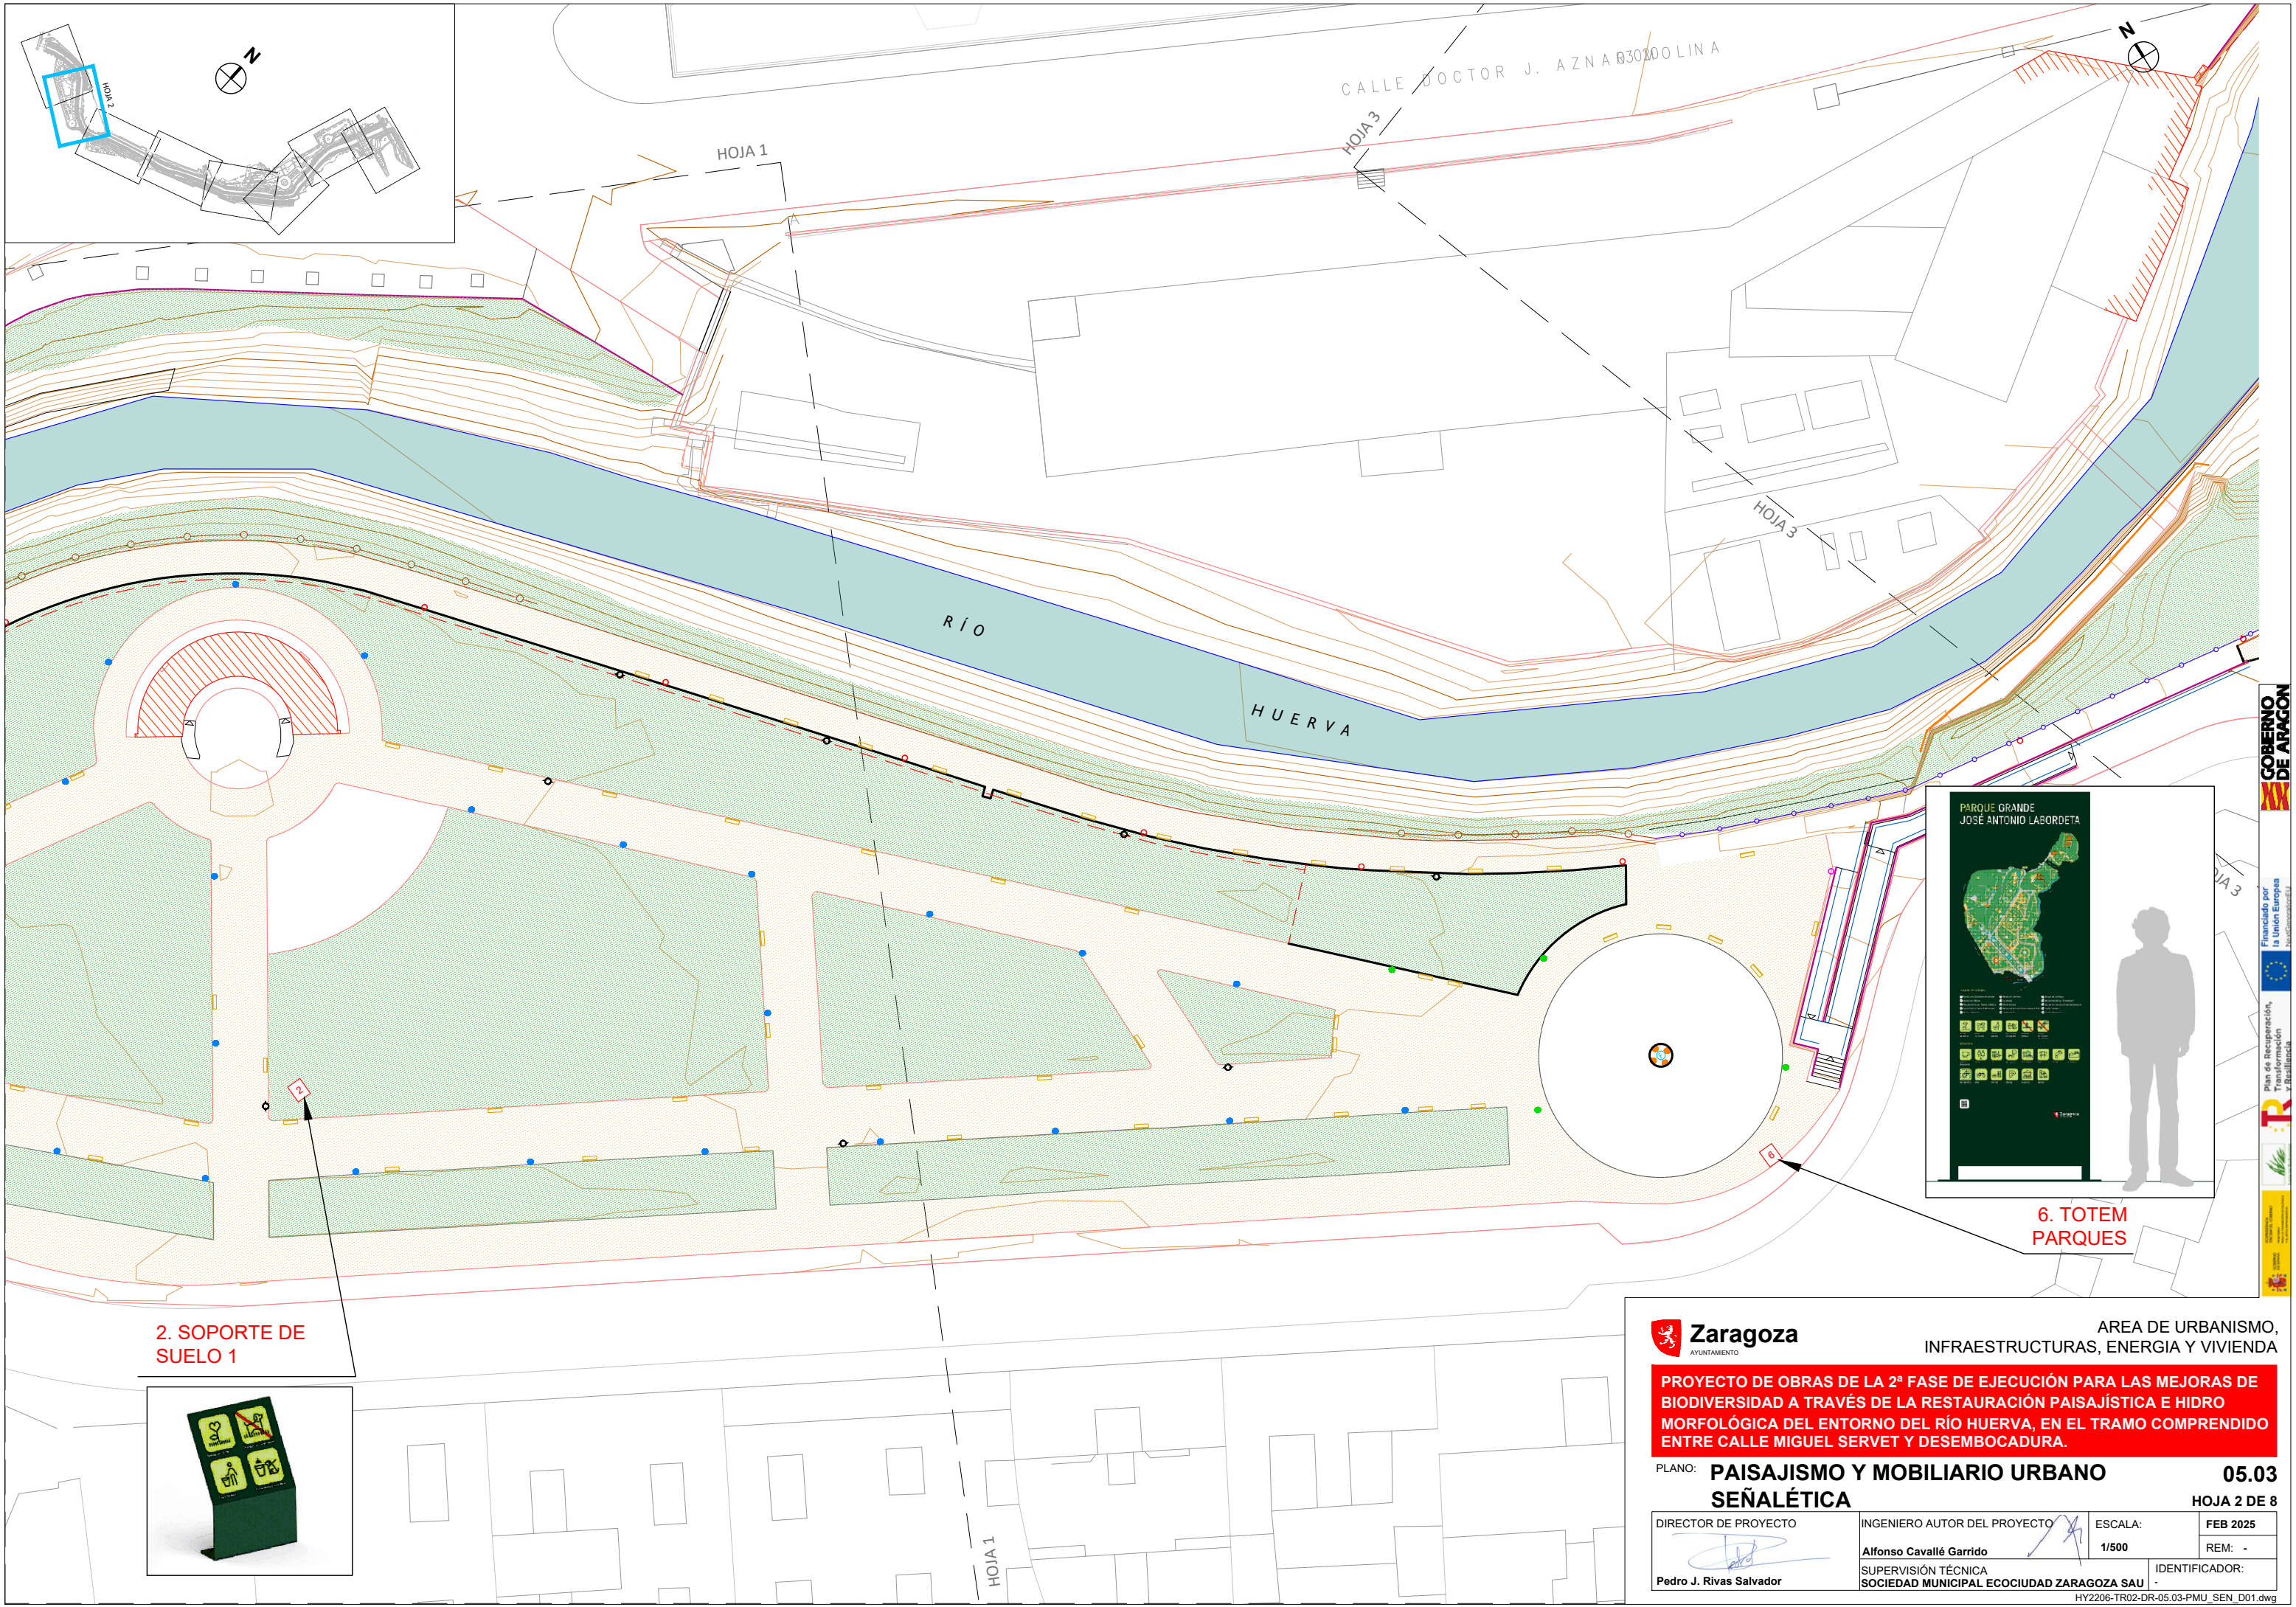 N
HOJA 2
N
CALLE DOCTOR J. AZNAR MOLINA
HOJA 1
HOJA 3
A
HOJA 3
RÍO
HUERVA
HOJA 1
2
6
PARQUE GRANDE
JOSÉ ANTONIO LABORDETA
Zaragoza
6. TOTEM
PARQUES
2. SOPORTE DE
SUELO 1
GOBIERNO
DE ARAGON
Financiado por
la Unión Europea
NextGenerationEU
Plan de Recuperación,
Transformación
y Resiliencia
Zaragoza
AYUNTAMIENTO
AREA DE URBANISMO,
INFRAESTRUCTURAS, ENERGIA Y VIVIENDA
PROYECTO DE OBRAS DE LA 2ª FASE DE EJECUCIÓN PARA LAS MEJORAS DE
BIODIVERSIDAD A TRAVÉS DE LA RESTAURACIÓN PAISAJÍSTICA E HIDRO
MORFOLÓGICA DEL ENTORNO DEL RÍO HUERVA, EN EL TRAMO COMPRENDIDO
ENTRE CALLE MIGUEL SERVET Y DESEMBOCADURA.
PLANO: PAISAJISMO Y MOBILIARIO URBANO
SEÑALÉTICA
05.03
HOJA 2 DE 8
DIRECTOR DE PROYECTO
Pedro J. Rivas Salvador
INGENIERO AUTOR DEL PROYECTO
Alfonso Cavallé Garrido
ESCALA:
1/500
FEB 2025
REM: -
SUPERVISIÓN TÉCNICA
SOCIEDAD MUNICIPAL ECOCIUDAD ZARAGOZA SAU
IDENTIFICADOR:
-
HY2206-TR02-DR-05.03-PMU_SEN_D01.dwg